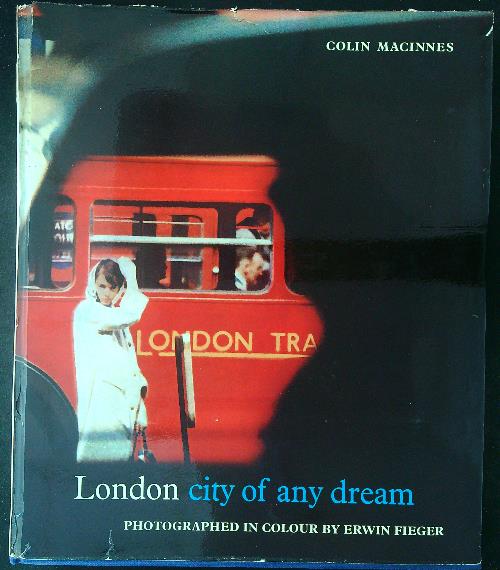 COLIN MACINNES
LONDON TRA
London city of any dream
PHOTOGRAPHED IN COLOUR BY ERWIN FIEGER